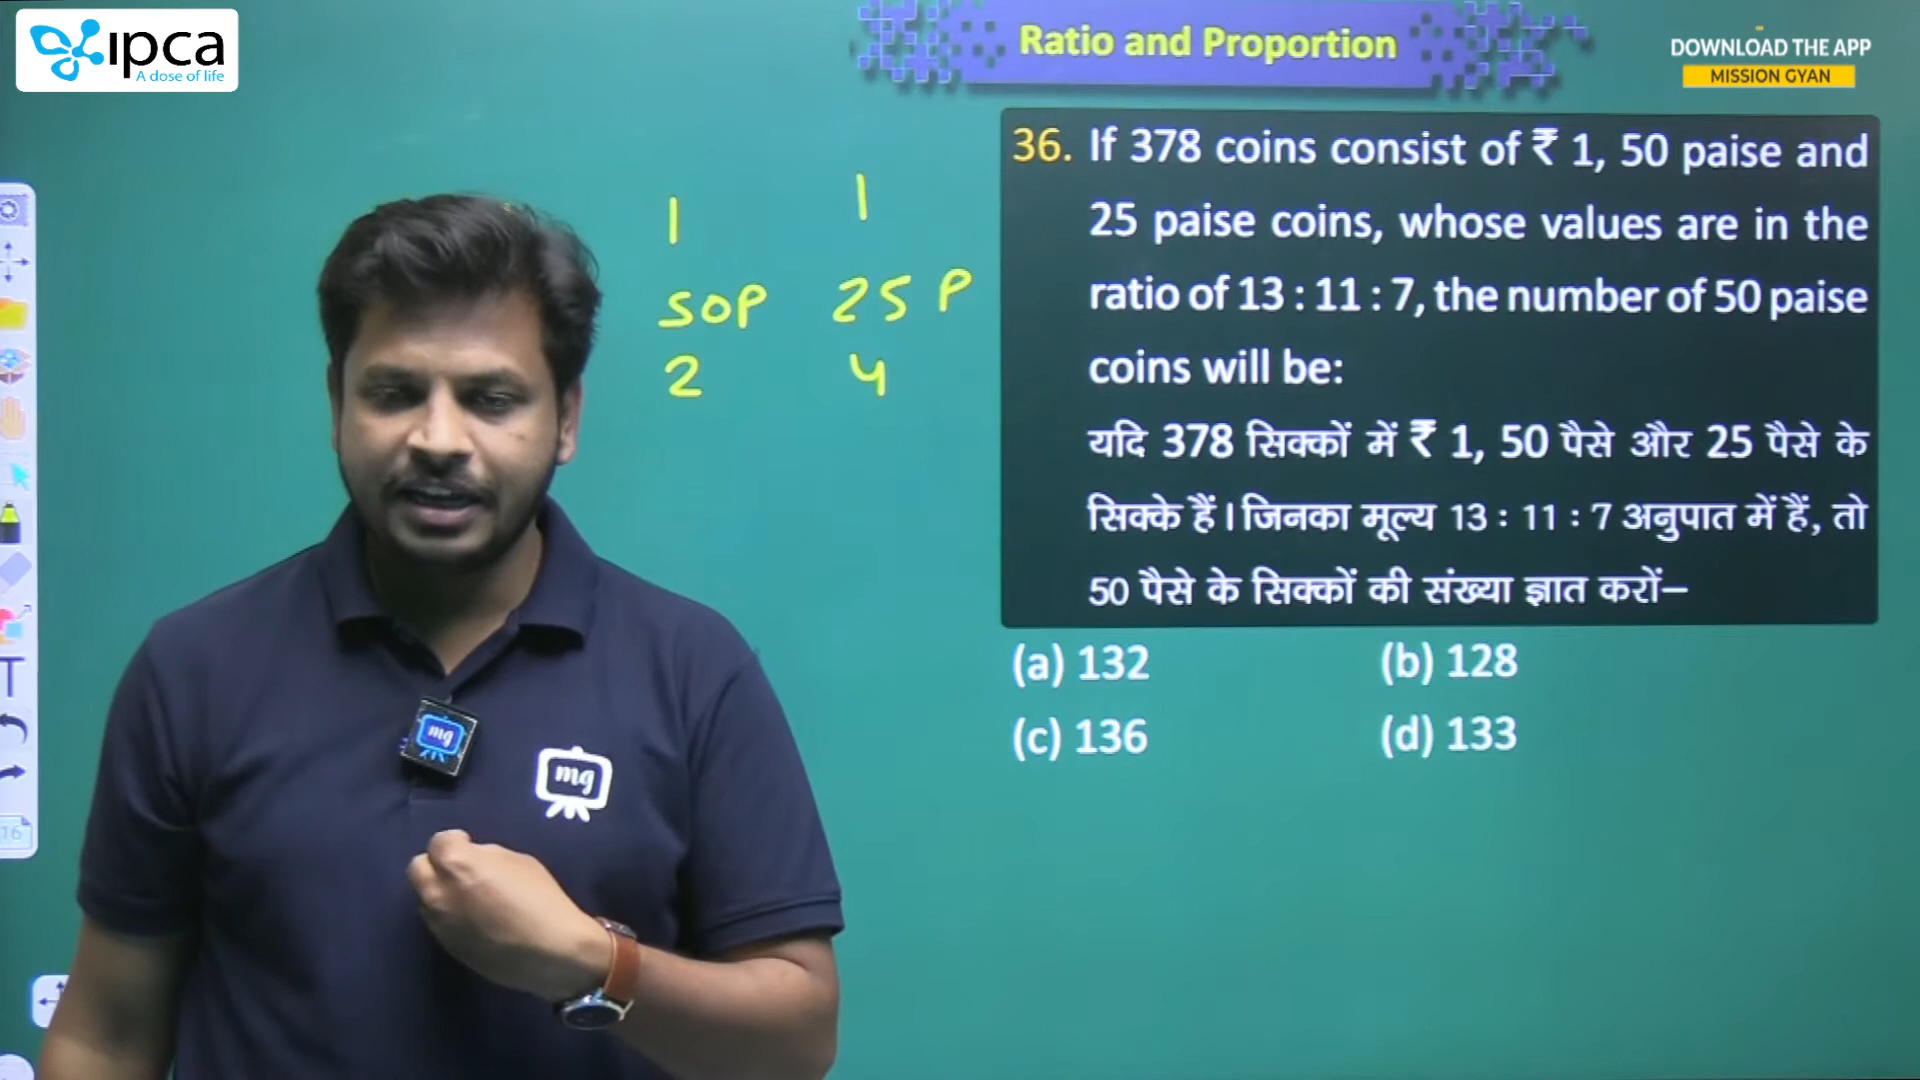 ipca
A dose of life
Ratio and Proportion
DOWNLOAD THE APP
MISSION GYAN
1 1
50P 25 P
2 4
36. If 378 coins consist of ₹ 1, 50 paise and
25 paise coins, whose values are in the
ratio of 13 : 11 : 7, the number of 50 paise
coins will be:
यदि 378 सिक्कों में ₹ 1, 50 पैसे और 25 पैसे के
सिक्के हैं। जिनका मूल्य 13 : 11 : 7 अनुपात में हैं, तो
50 पैसे के सिक्कों की संख्या ज्ञात करों–
(a) 132 (b) 128
(c) 136 (d) 133
mg
mg
T
16